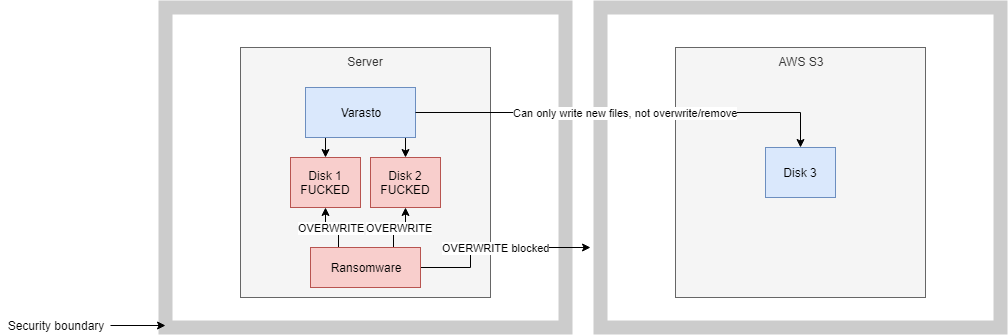 Server
AWS S3
Varasto
Can only write new files, not overwrite/remove
Disk 1
FUCKED
Disk 2
FUCKED
Disk 3
OVERWRITE
OVERWRITE
OVERWRITE blocked
Ransomware
Security boundary